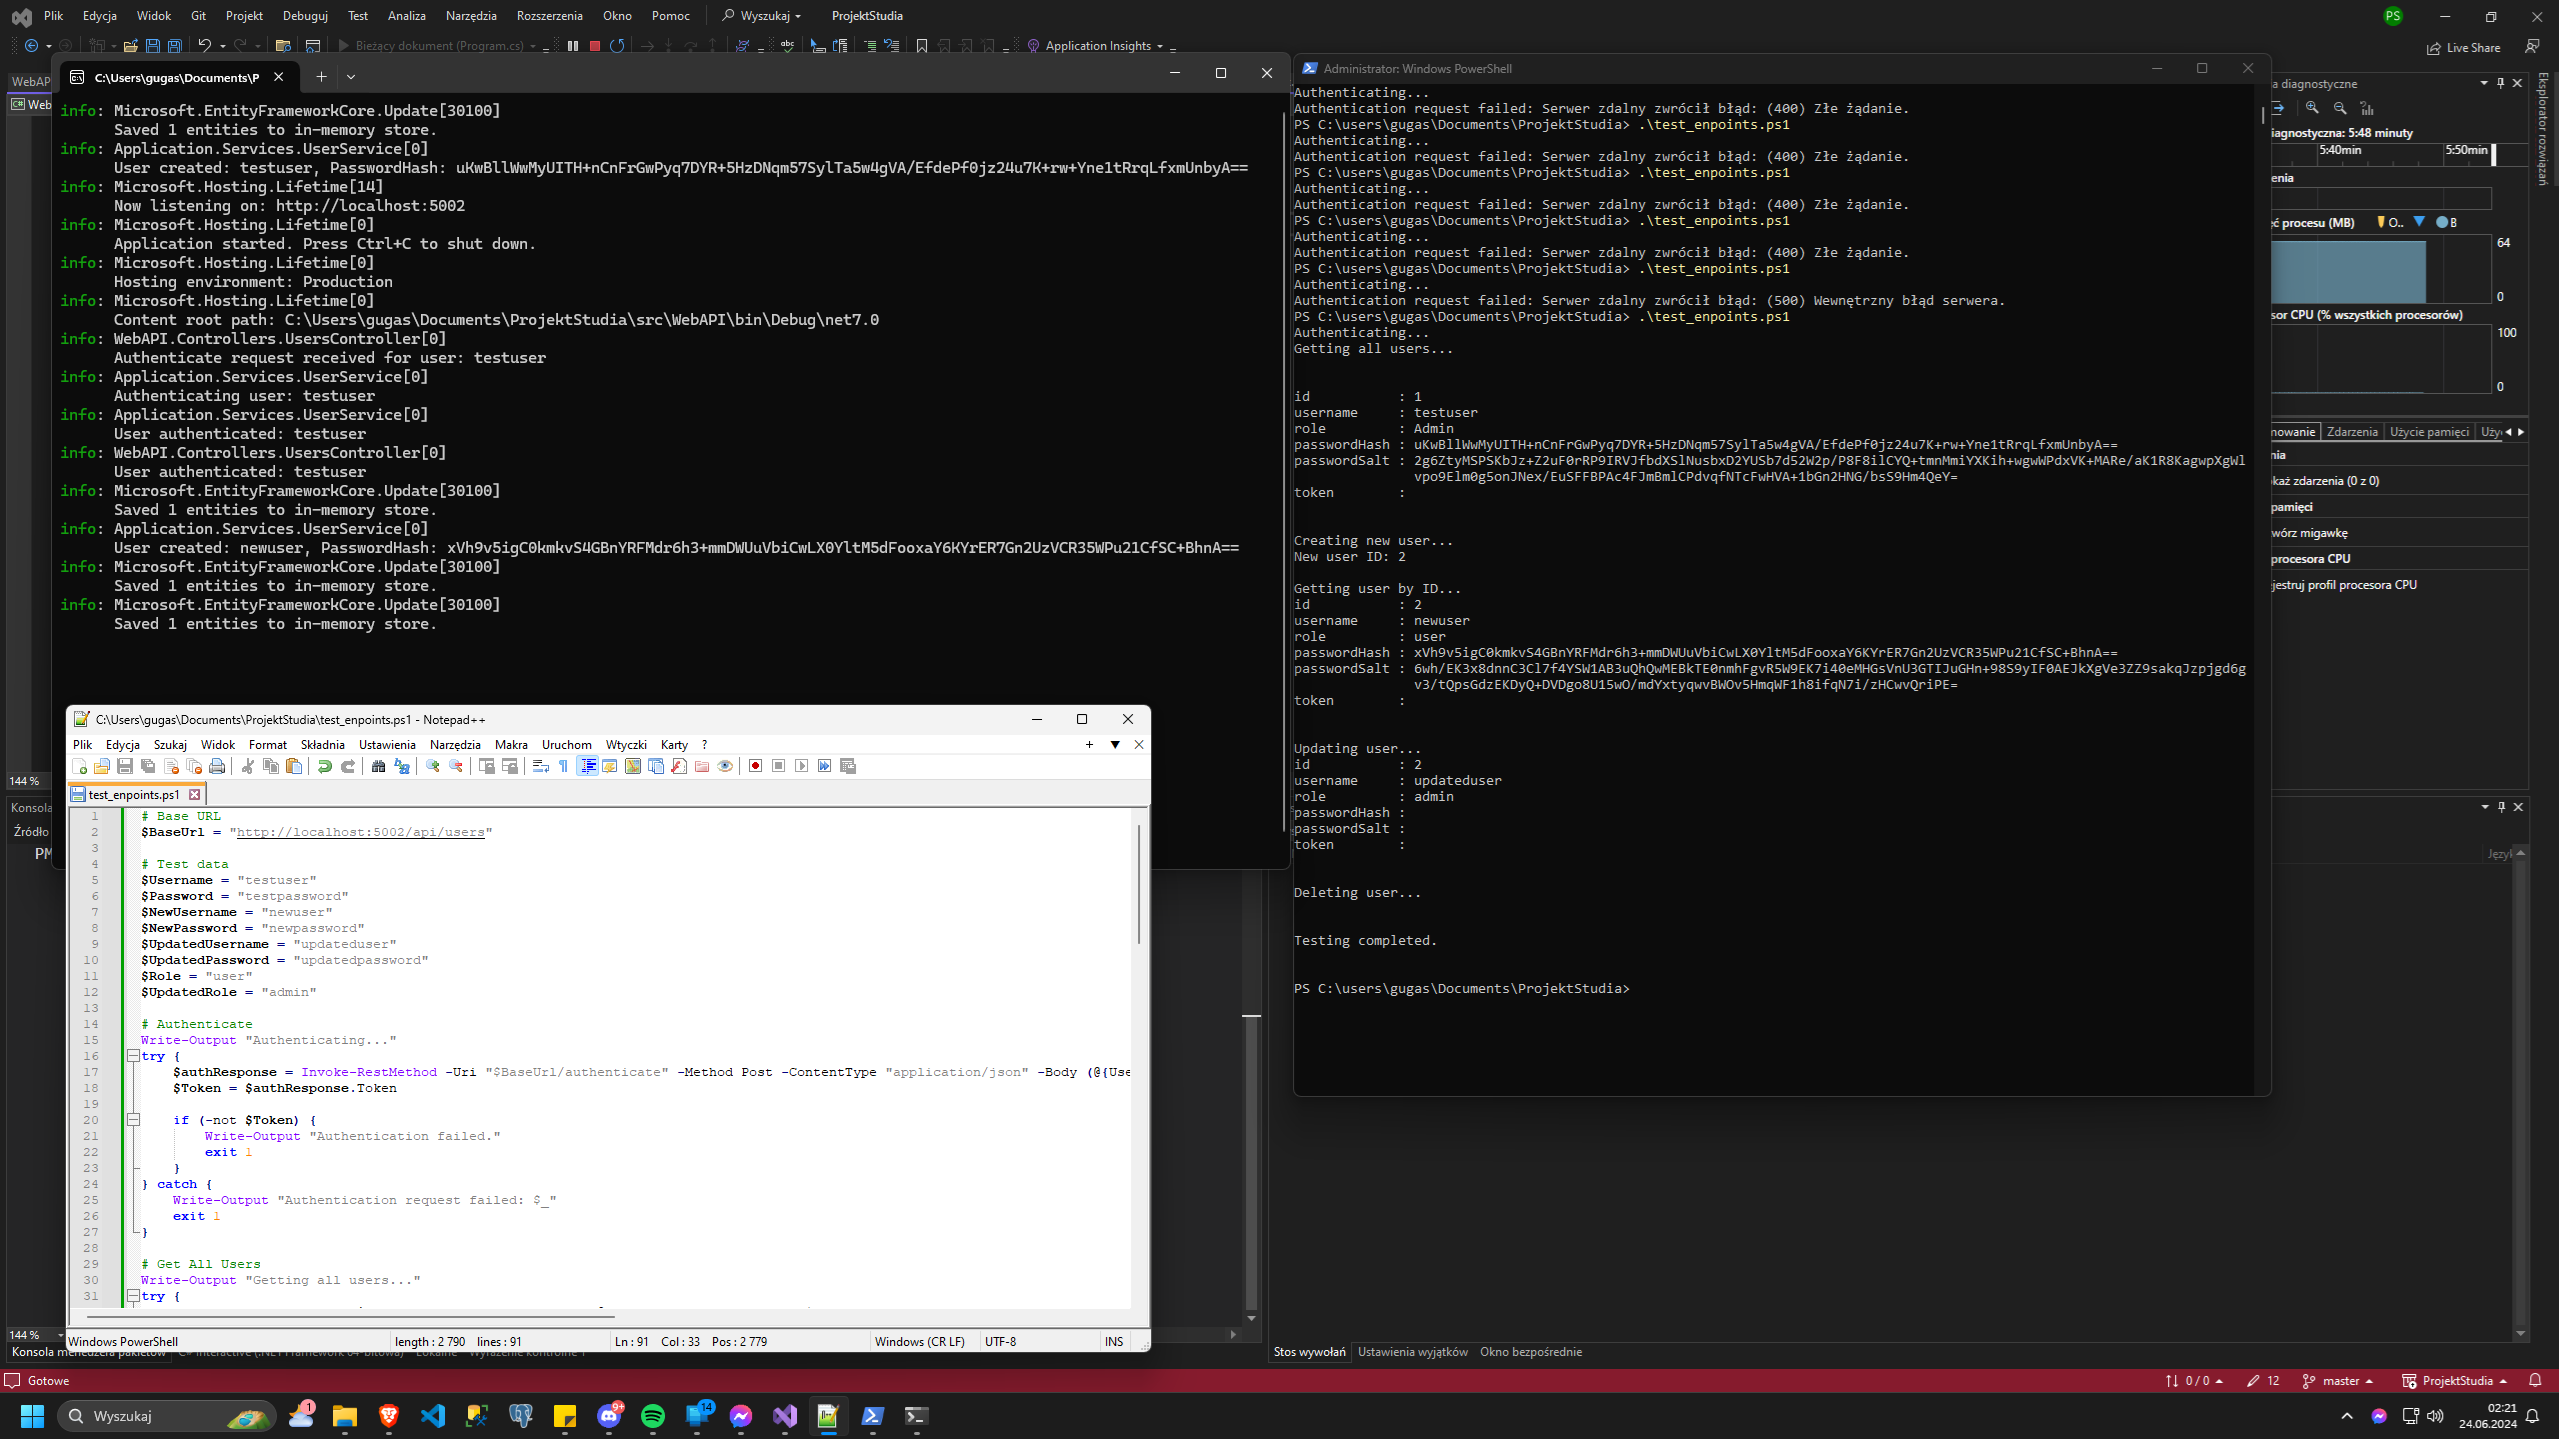 Plik Edycja Widok Git Projekt Debuguj Test Analiza Narzędzia Rozszerzenia Okno Pomoc Wyszukaj ProjektStudia PS
Bieżący dokument (Program.cs) Application Insights Live Share
C:\Users\gugas\Documents\P
info: Microsoft.EntityFrameworkCore.Update[30100]
Saved 1 entities to in-memory store.
info: Application.Services.UserService[0]
User created: testuser, PasswordHash: uKwBllWwMyUITH+nCnFrGwPyq7DYR+5HzDNqm57SylTa5w4gVA/EfdePf0jz24u7K+rw+Yne1tRrqLfxmUnbyA==
info: Microsoft.Hosting.Lifetime[14]
Now listening on: http://localhost:5002
info: Microsoft.Hosting.Lifetime[0]
Application started. Press Ctrl+C to shut down.
info: Microsoft.Hosting.Lifetime[0]
Hosting environment: Production
info: Microsoft.Hosting.Lifetime[0]
Content root path: C:\Users\gugas\Documents\ProjektStudia\src\WebAPI\bin\Debug\net7.0
info: WebAPI.Controllers.UsersController[0]
Authenticate request received for user: testuser
info: Application.Services.UserService[0]
Authenticating user: testuser
info: Application.Services.UserService[0]
User authenticated: testuser
info: WebAPI.Controllers.UsersController[0]
User authenticated: testuser
info: Microsoft.EntityFrameworkCore.Update[30100]
Saved 1 entities to in-memory store.
info: Application.Services.UserService[0]
User created: newuser, PasswordHash: xVh9v5igC0kmkvS4GBnYRFMdr6h3+mmDWUuVbiCwLX0YltM5dFooxaY6KYrER7Gn2UzVCR35WPu21CfSC+BhnA==
info: Microsoft.EntityFrameworkCore.Update[30100]
Saved 1 entities to in-memory store.
info: Microsoft.EntityFrameworkCore.Update[30100]
Saved 1 entities to in-memory store.
C:\Users\gugas\Documents\ProjektStudia\test_enpoints.ps1 - Notepad++
Plik Edycja Szukaj Widok Format Składnia Ustawienia Narzędzia Makra Uruchom Wtyczki Karty ?
test_enpoints.ps1
1 # Base URL
2 $BaseUrl = "http://localhost:5002/api/users"
3
4 # Test data
5 $Username = "testuser"
6 $Password = "testpassword"
7 $NewUsername = "newuser"
8 $NewPassword = "newpassword"
9 $UpdatedUsername = "updateduser"
10 $UpdatedPassword = "updatedpassword"
11 $Role = "user"
12 $UpdatedRole = "admin"
13
14 # Authenticate
15 Write-Output "Authenticating..."
16 try {
17 $authResponse = Invoke-RestMethod -Uri "$BaseUrl/authenticate" -Method Post -ContentType "application/json" -Body (@{Use
18 $Token = $authResponse.Token
19
20 if (-not $Token) {
21 Write-Output "Authentication failed."
22 exit 1
23 }
24 } catch {
25 Write-Output "Authentication request failed: $_"
26 exit 1
27 }
28
29 # Get All Users
30 Write-Output "Getting all users..."
31 try {
Windows PowerShell length : 2 790 lines : 91 Ln : 91 Col : 33 Pos : 2 779 Windows (CR LF) UTF-8 INS
Administrator: Windows PowerShell
Authenticating...
Authentication request failed: Serwer zdalny zwrócił błąd: (400) Złe żądanie.
PS C:\users\gugas\Documents\ProjektStudia> .\test_enpoints.ps1
Authenticating...
Authentication request failed: Serwer zdalny zwrócił błąd: (400) Złe żądanie.
PS C:\users\gugas\Documents\ProjektStudia> .\test_enpoints.ps1
Authenticating...
Authentication request failed: Serwer zdalny zwrócił błąd: (400) Złe żądanie.
PS C:\users\gugas\Documents\ProjektStudia> .\test_enpoints.ps1
Authenticating...
Authentication request failed: Serwer zdalny zwrócił błąd: (400) Złe żądanie.
PS C:\users\gugas\Documents\ProjektStudia> .\test_enpoints.ps1
Authenticating...
Authentication request failed: Serwer zdalny zwrócił błąd: (500) Wewnętrzny błąd serwera.
PS C:\users\gugas\Documents\ProjektStudia> .\test_enpoints.ps1
Authenticating...
Getting all users...
id : 1
username : testuser
role : Admin
passwordHash : uKwBllWwMyUITH+nCnFrGwPyq7DYR+5HzDNqm57SylTa5w4gVA/EfdePf0jz24u7K+rw+Yne1tRrqLfxmUnbyA==
passwordSalt : 2g6ZtyMSPSKbJz+Z2uF0rRP9IRVJfbdXSlNusbxD2YUSb7d52W2p/P8F8ilCYQ+tmnMmiYXKih+wgwWPdxVK+MARe/aK1R8KagwpXgWl
vpo9Elm0g5onJNex/EuSFFBPAc4FJmBmlCPdvqfNTcFwHVA+1bGn2HNG/bsS9Hm4QeY=
token :
Creating new user...
New user ID: 2
Getting user by ID...
id : 2
username : newuser
role : user
passwordHash : xVh9v5igC0kmkvS4GBnYRFMdr6h3+mmDWUuVbiCwLX0YltM5dFooxaY6KYrER7Gn2UzVCR35WPu21CfSC+BhnA==
passwordSalt : 6wh/EK3x8dnnC3Cl7f4YSW1AB3uQhQwMEBkTE0nmhFgvR5W9EK7i40eMHGsVnU3GTIJuGHn+98S9yIF0AEJkXgVe3ZZ9sakqJzpjgd6g
v3/tQpsGdzEKDyQ+DVDgo8U15wO/mdYxtyqwvBWOv5HmqWF1h8ifqN7i/zHCwvQriPE=
token :
Updating user...
id : 2
username : updateduser
role : admin
passwordHash :
passwordSalt :
token :
Deleting user...
Testing completed.
PS C:\users\gugas\Documents\ProjektStudia>
a diagnostyczne
iagnostyczna: 5:48 minuty
5:40min 5:50min
enia
ęć procesu (MB) O.. B
64
0
sor CPU (% wszystkich procesorów)
100
0
nowanie Zdarzenia Użycie pamięci Użyc
nia
każ zdarzenia (0 z 0)
pamięci
wórz migawkę
procesora CPU
jestruj profil procesora CPU
Eksplorator rozwiązań
WebAP
Web
144 %
Konsola
Źródło
PM
Język
144 %
Konsola menedżera pakietów
Stos wywołań Ustawienia wyjątków Okno bezpośrednie
Gotowe 0 / 0 12 master ProjektStudia
Wyszukaj 1 9+ 14 02:21
24.06.2024